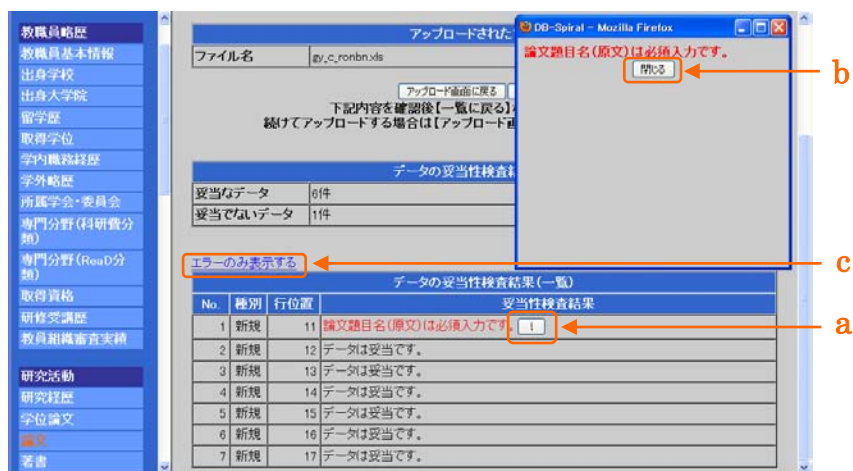 教職員略歴
教職員基本情報
出身学校
出身大学院
留学歴
取得学位
学内職務経歴
学外略歴
所属学会・委員会
専門分野(科研費分
類)
専門分野(ReaD分
類)
取得資格
研修受講歴
教員組織審査実績
研究活動
研究経歴
学位論文
論文
著書
アップロードされた
ファイル名 gy_c_ronbn.xls
アップロード画面に戻る
下記内容を確認後【一覧に戻る】
続けてアップロードする場合は【アップロード画
データの妥当性検査結
妥当なデータ 6件
妥当でないデータ 1件
エラーのみ表示する
データの妥当性検査結果(一覧)
No. 種別 行位置 妥当性検査結果
1 新規 11 論文題目名(原文)は必須入力です。 !
2 新規 12 データは妥当です。
3 新規 13 データは妥当です。
4 新規 14 データは妥当です。
5 新規 15 データは妥当です。
6 新規 16 データは妥当です。
7 新規 17 データは妥当です。
DB-Spiral - Mozilla Firefox
論文題目名(原文)は必須入力です。
閉じる
b
c
a